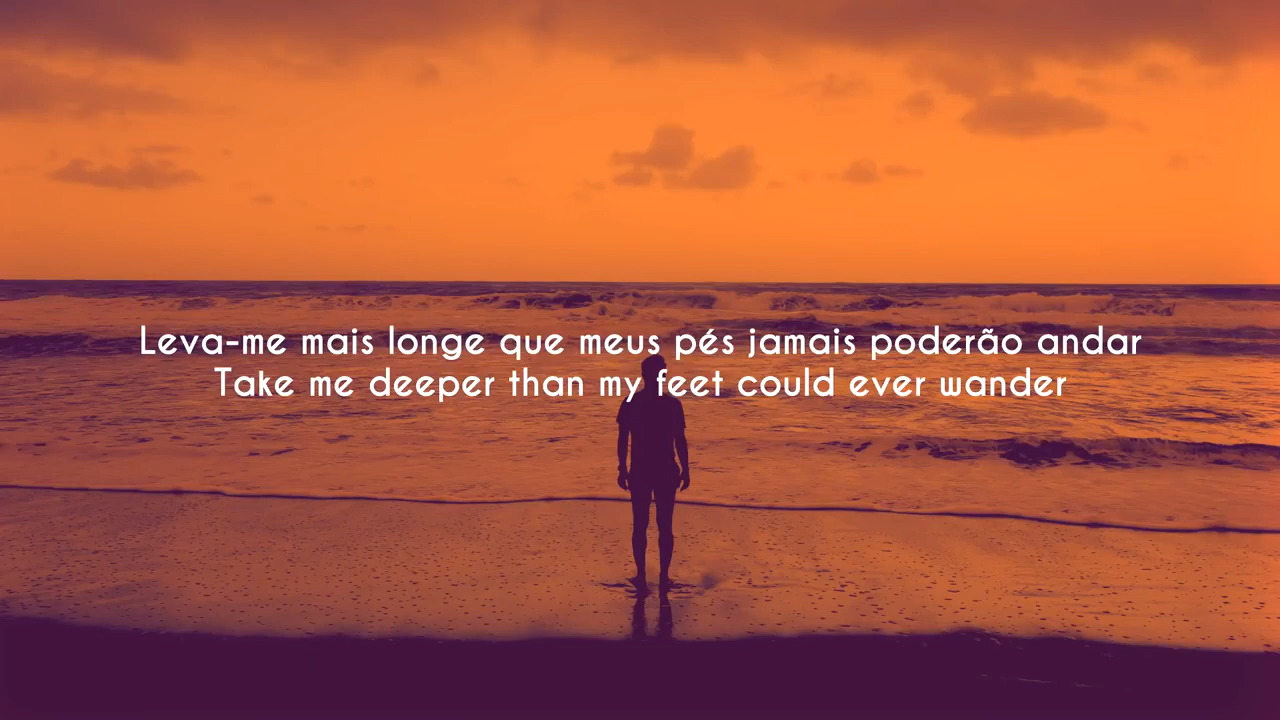 Leva-me mais longe que meus pés jamais poderão andar
Take me deeper than my feet could ever wander